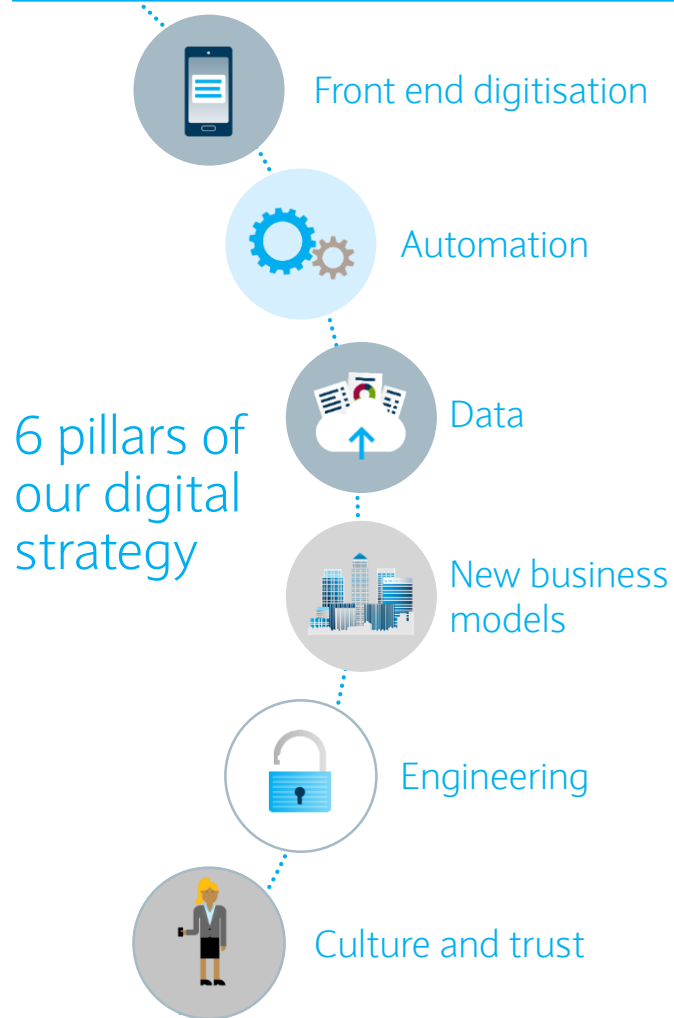 Front end digitisation
Automation
Data
6 pillars of
our digital
strategy
New business
models
Engineering
Culture and trust